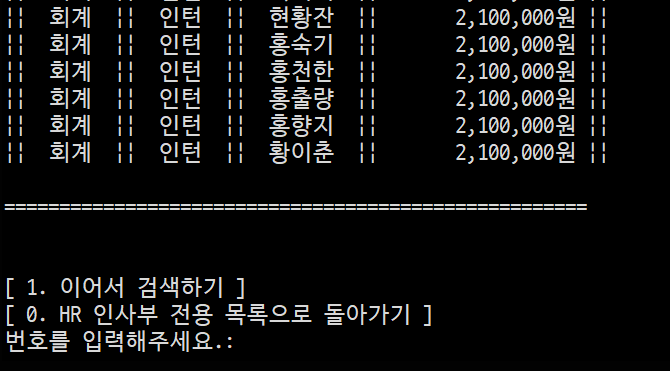 ¦¦ 회계 ¦¦ 인턴 ¦¦ 현황잔 ¦¦ 2,100,000원 ¦¦
¦¦ 회계 ¦¦ 인턴 ¦¦ 홍숙기 ¦¦ 2,100,000원 ¦¦
¦¦ 회계 ¦¦ 인턴 ¦¦ 홍천한 ¦¦ 2,100,000원 ¦¦
¦¦ 회계 ¦¦ 인턴 ¦¦ 홍출량 ¦¦ 2,100,000원 ¦¦
¦¦ 회계 ¦¦ 인턴 ¦¦ 홍향지 ¦¦ 2,100,000원 ¦¦
¦¦ 회계 ¦¦ 인턴 ¦¦ 황이춘 ¦¦ 2,100,000원 ¦¦
=====================================================
[ 1. 이어서 검색하기 ]
[ 0. HR 인사부 전용 목록으로 돌아가기 ]
번호를 입력해주세요.: